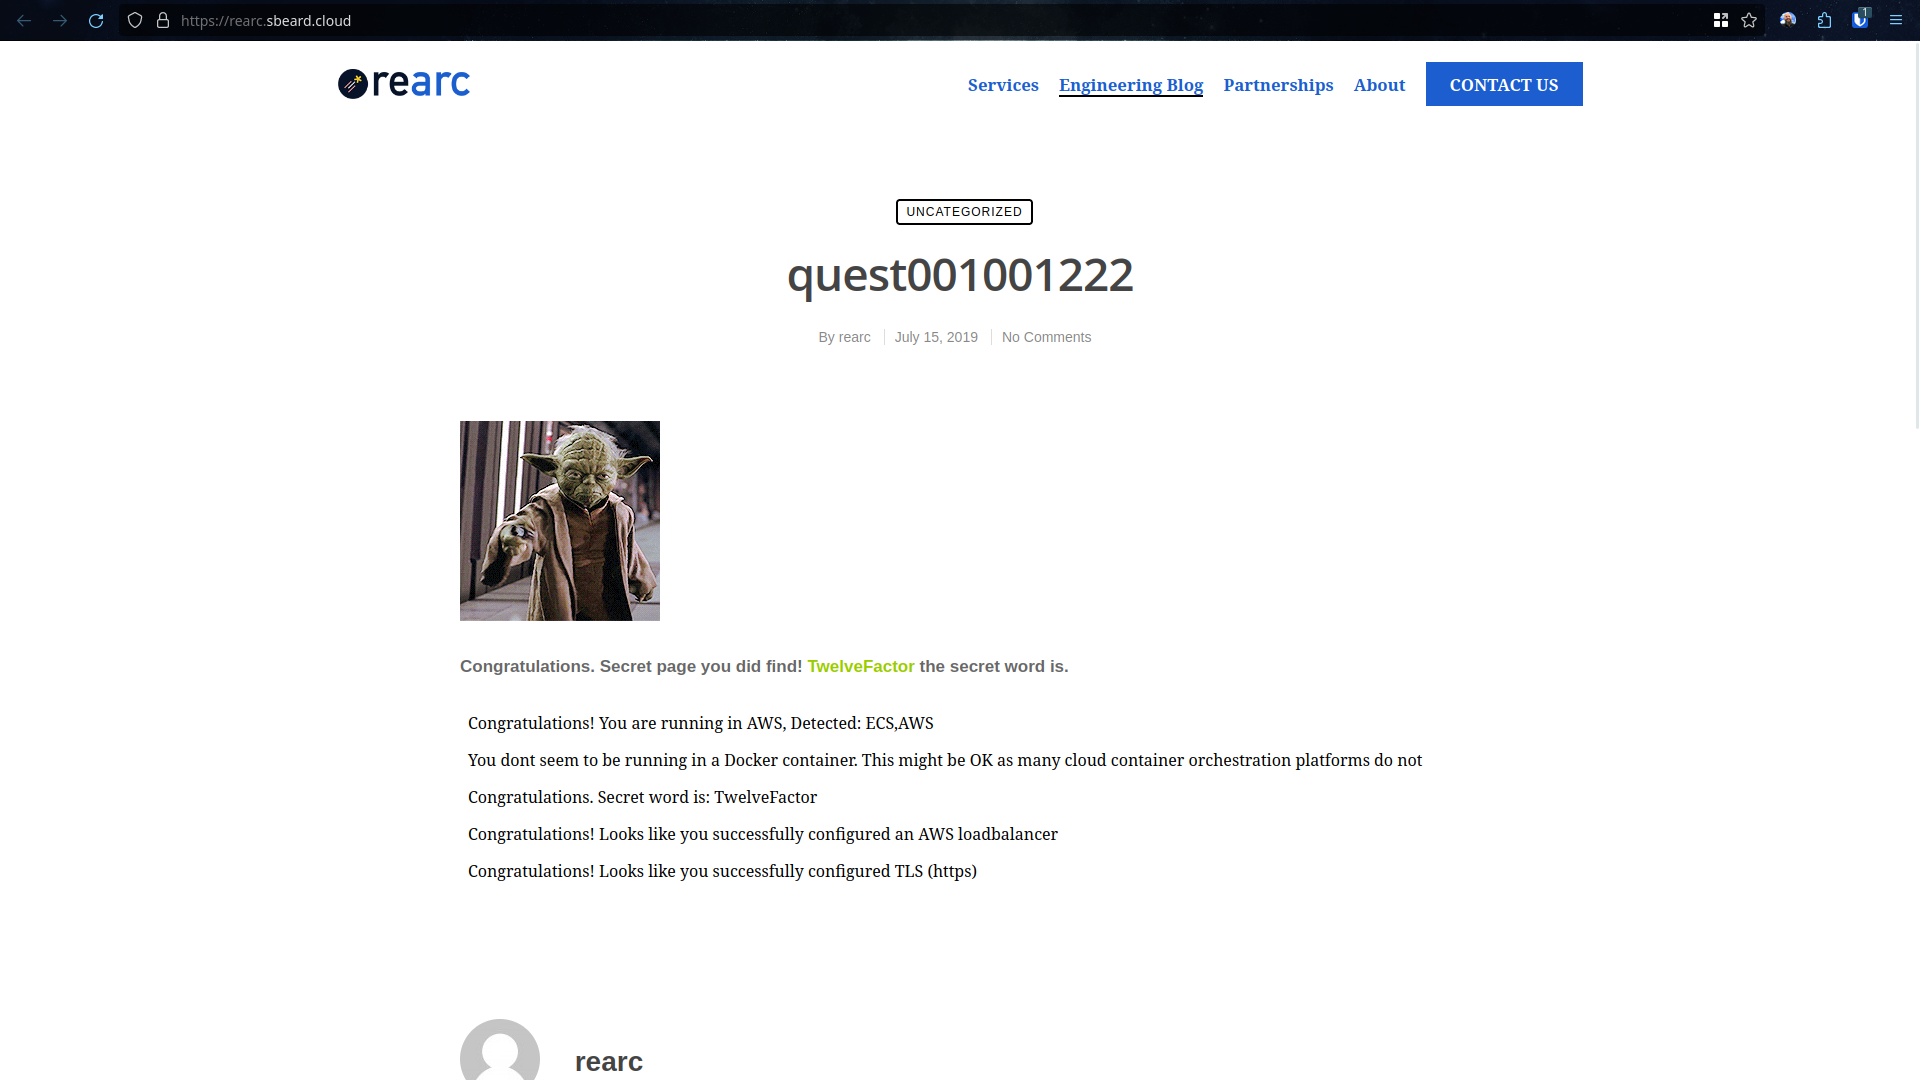 https://rearc.sbeard.cloud
1
rearc
Services Engineering Blog Partnerships About CONTACT US
UNCATEGORIZED
quest001001222
By rearc July 15, 2019 No Comments
Congratulations. Secret page you did find! TwelveFactor the secret word is.
Congratulations! You are running in AWS, Detected: ECS,AWS
You dont seem to be running in a Docker container. This might be OK as many cloud container orchestration platforms do not
Congratulations. Secret word is: TwelveFactor
Congratulations! Looks like you successfully configured an AWS loadbalancer
Congratulations! Looks like you successfully configured TLS (https)
rearc